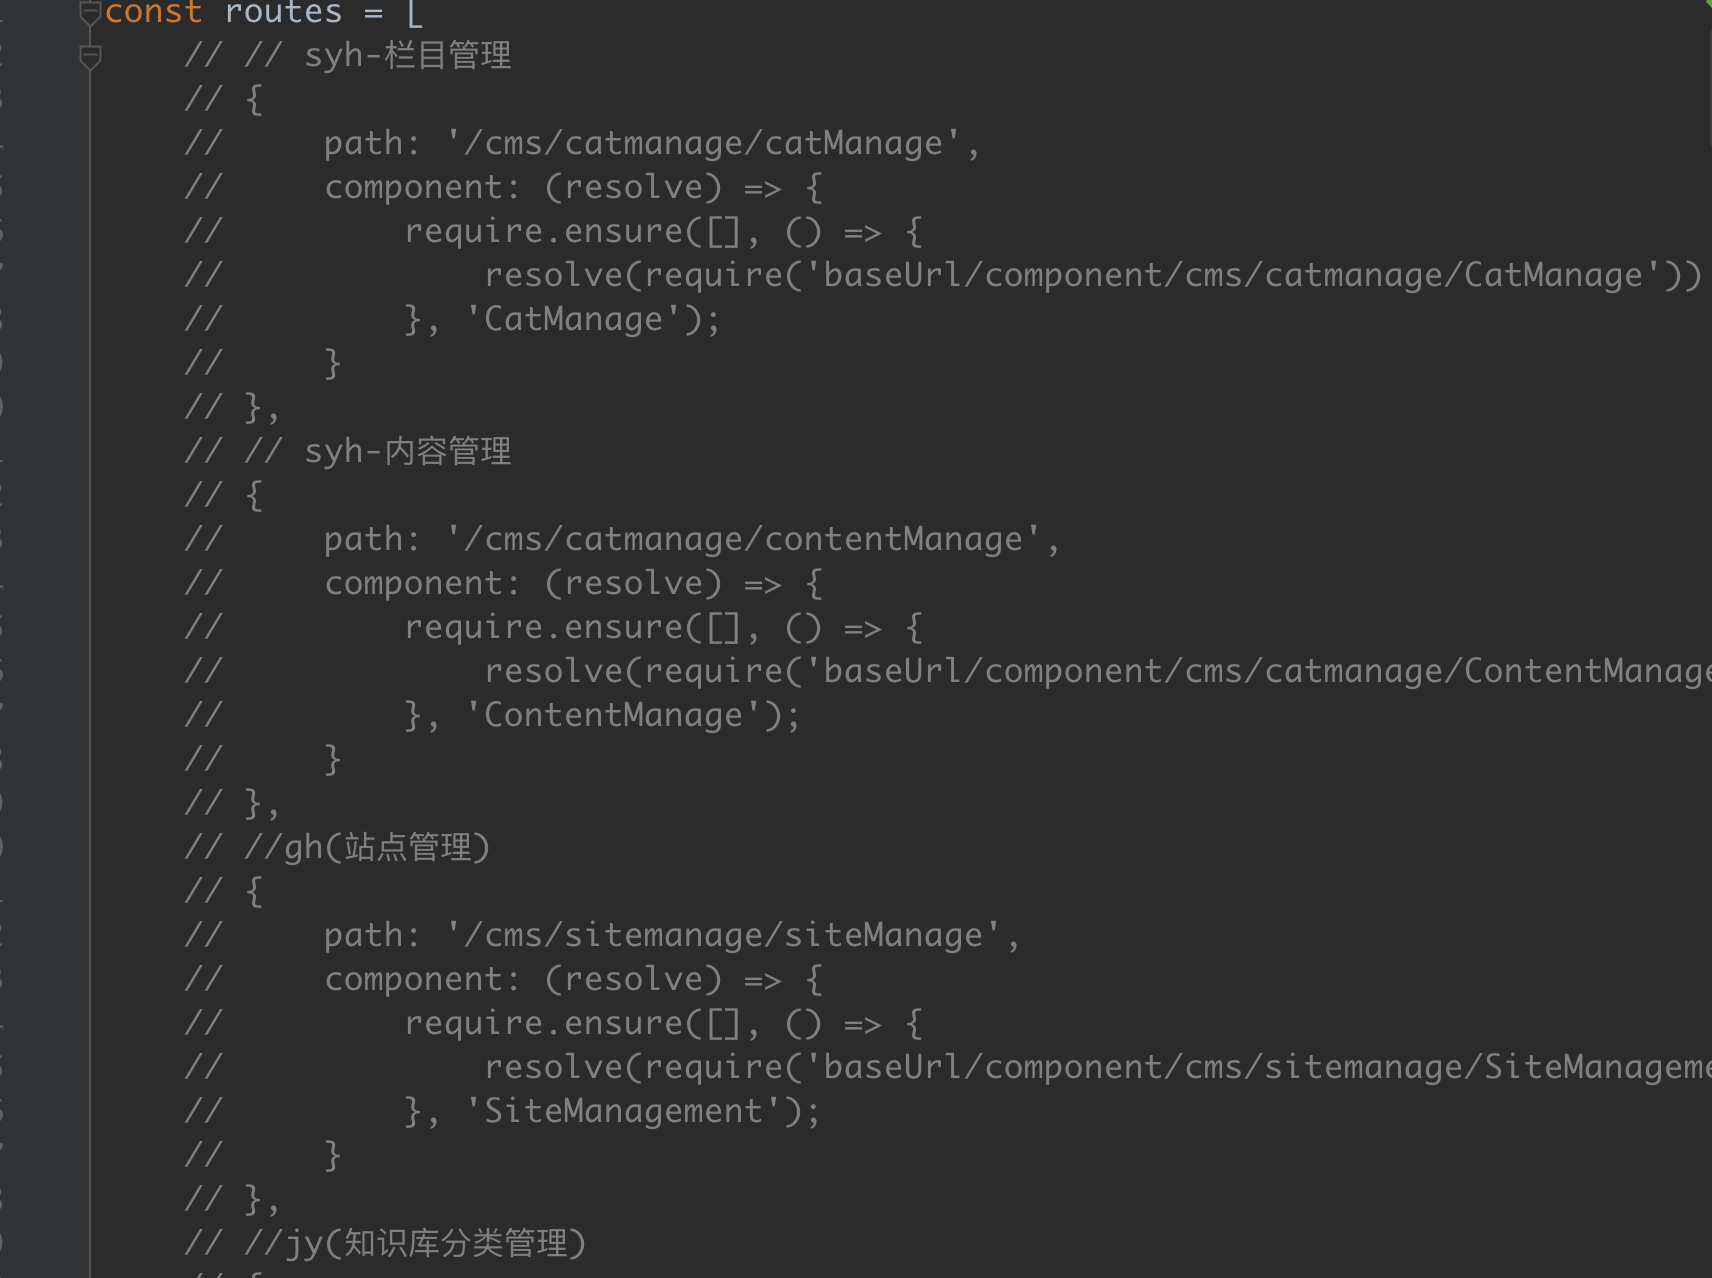 const routes = [
// // syh-栏目管理
// {
//     path: '/cms/catmanage/catManage',
//     component: (resolve) => {
//         require.ensure([], () => {
//             resolve(require('baseUrl/component/cms/catmanage/CatManage'))
//         }, 'CatManage');
//     }
// },
// // syh-内容管理
// {
//     path: '/cms/catmanage/contentManage',
//     component: (resolve) => {
//         require.ensure([], () => {
//             resolve(require('baseUrl/component/cms/catmanage/ContentManage
//         }, 'ContentManage');
//     }
// },
// //gh(站点管理)
// {
//     path: '/cms/sitemanage/siteManage',
//     component: (resolve) => {
//         require.ensure([], () => {
//             resolve(require('baseUrl/component/cms/sitemanage/SiteManageme
//         }, 'SiteManagement');
//     }
// },
// //jy(知识库分类管理)